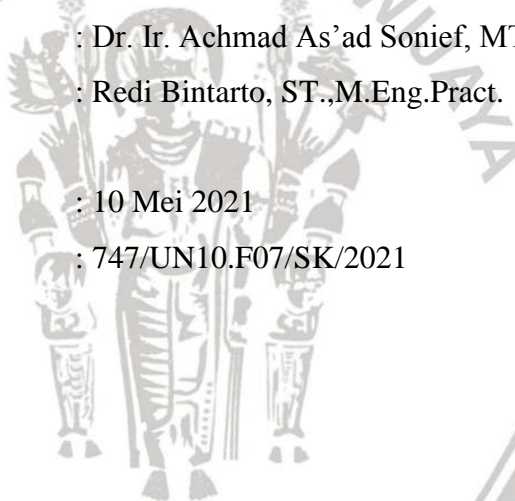 : Dr. Ir. Achmad As’ad Sonief, MT
: Redi Bintarto, ST.,M.Eng.Pract.
: 10 Mei 2021
: 747/UN10.F07/SK/2021